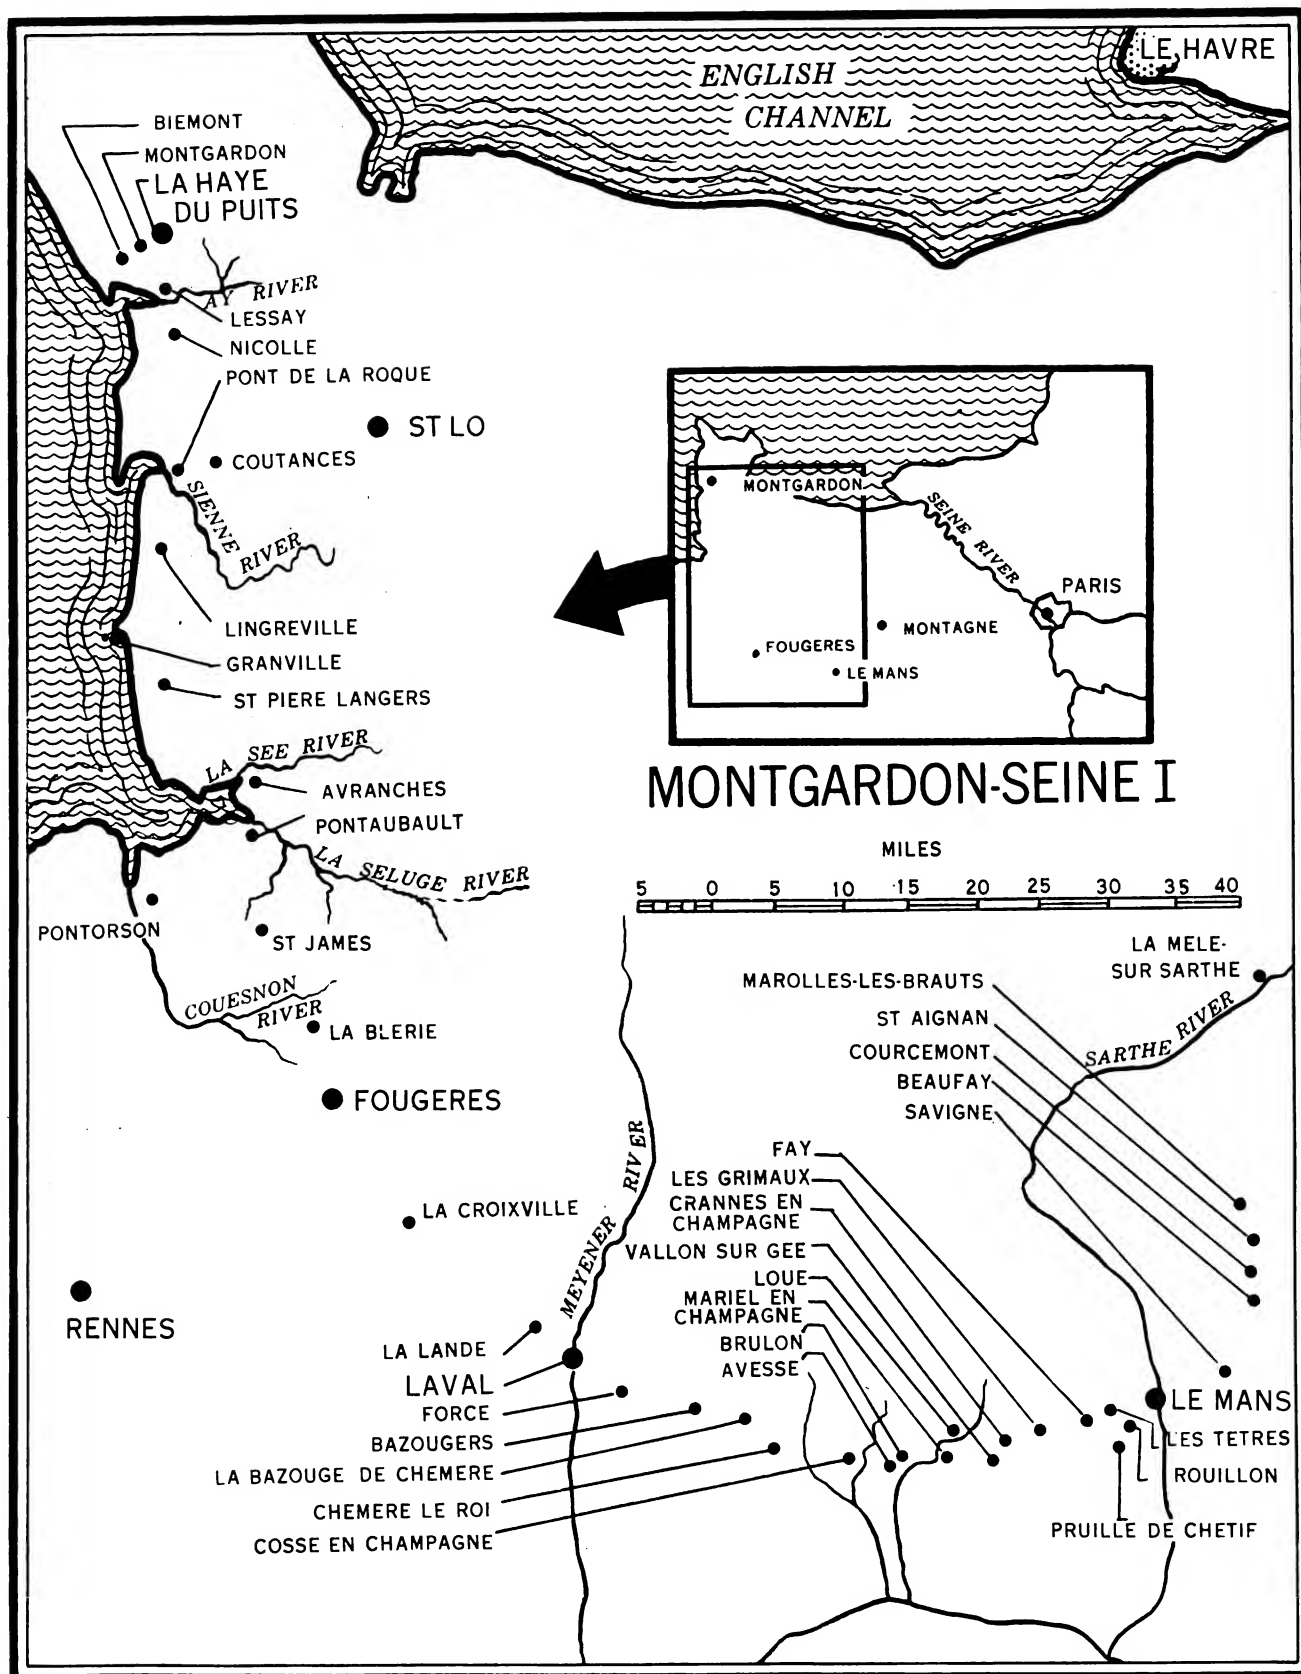 LE HAVRE
ENGLISH
CHANNEL
BIEMONT
MONTGARDON
LA HAYE
DU PUITS
AY RIVER
LESSAY
NICOLLE
PONT DE LA ROQUE
ST LO
COUTANCES
SIENNE
RIVER
LINGREVILLE
GRANVILLE
ST PIERE LANGERS
LA SEE RIVER
AVRANCHES
PONTAUBAULT
LA SELUGE RIVER
PONTORSON
ST JAMES
COUESNON
RIVER
LA BLERIE
FOUGERES
MONTGARDON
SEINE RIVER
PARIS
MONTAGNE
FOUGERES
LE MANS
MONTGARDON-SEINE I
MILES
5 0 5 10 15 20 25 30 35 40
LA MELE-
SUR SARTHE
MAROLLES-LES-BRAUTS
ST AIGNAN
COURCEMONT
BEAUFAY
SAVIGNE
SARTHE RIVER
FAY
LES GRIMAUX
CRANNES EN
CHAMPAGNE
VALLON SUR GEE
LOUE
MARIEL EN
CHAMPAGNE
BRULON
AVESSE
MEYENER RIVER
LA CROIXVILLE
RENNES
LA LANDE
LAVAL
FORCE
BAZOUGERS
LA BAZOUGE DE CHEMERE
CHEMERE LE ROI
COSSE EN CHAMPAGNE
LE MANS
LES TETRES
ROUILLON
PRUILLE DE CHETIF